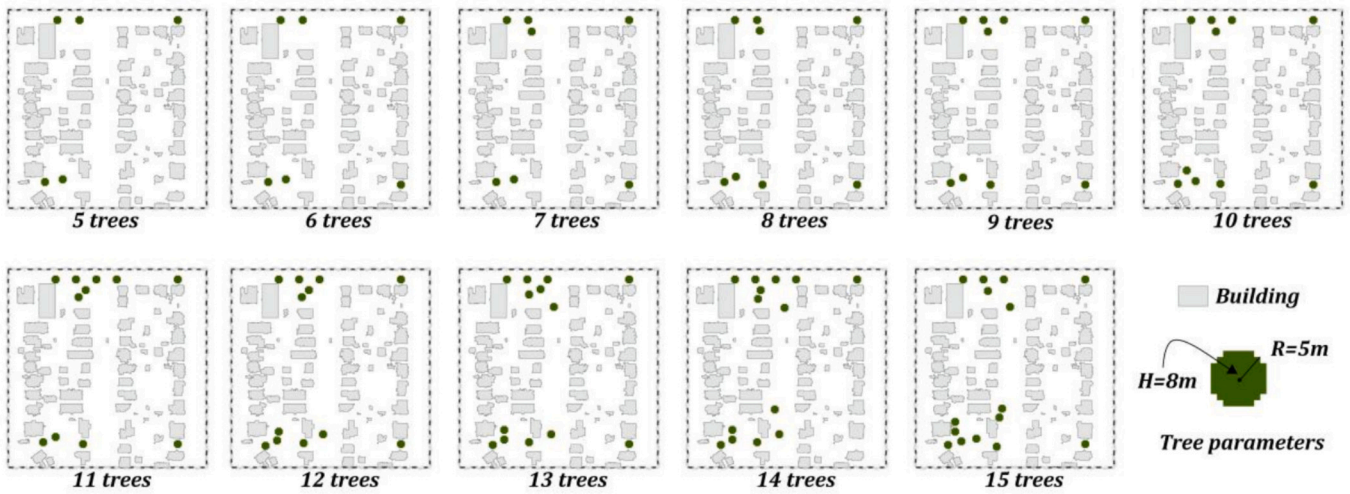 5 trees
6 trees
7 trees
8 trees
9 trees
10 trees
11 trees
12 trees
13 trees
14 trees
15 trees
Building
R=5m
H=8m
Tree parameters